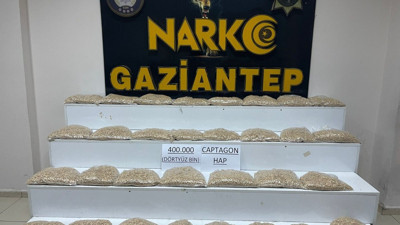 NARKO
GAZİANTEP
400.000 CAPTAGON
(DÖRTYÜZ BİN) HAP